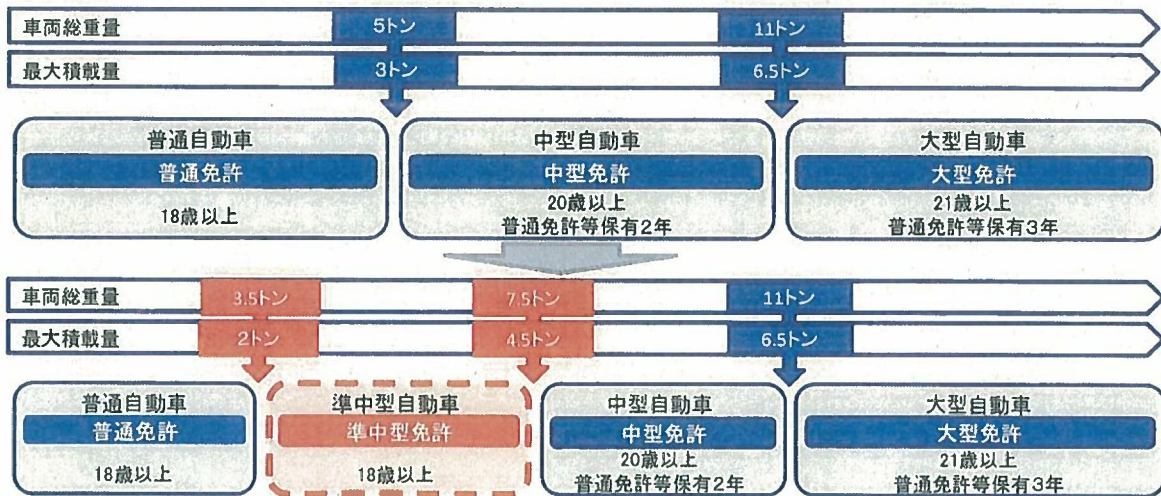 車両総重量 5トン 11トン
最大積載量 3トン 6.5トン
普通自動車 中型自動車 大型自動車
普通免許 中型免許 大型免許
18歳以上 20歳以上 21歳以上
普通免許等保有2年 普通免許等保有3年
車両総重量 3.5トン 7.5トン 11トン
最大積載量 2トン 4.5トン 6.5トン
普通自動車 準中型自動車 中型自動車 大型自動車
普通免許 準中型免許 中型免許 大型免許
18歳以上 18歳以上 20歳以上 21歳以上
普通免許等保有2年 普通免許等保有3年